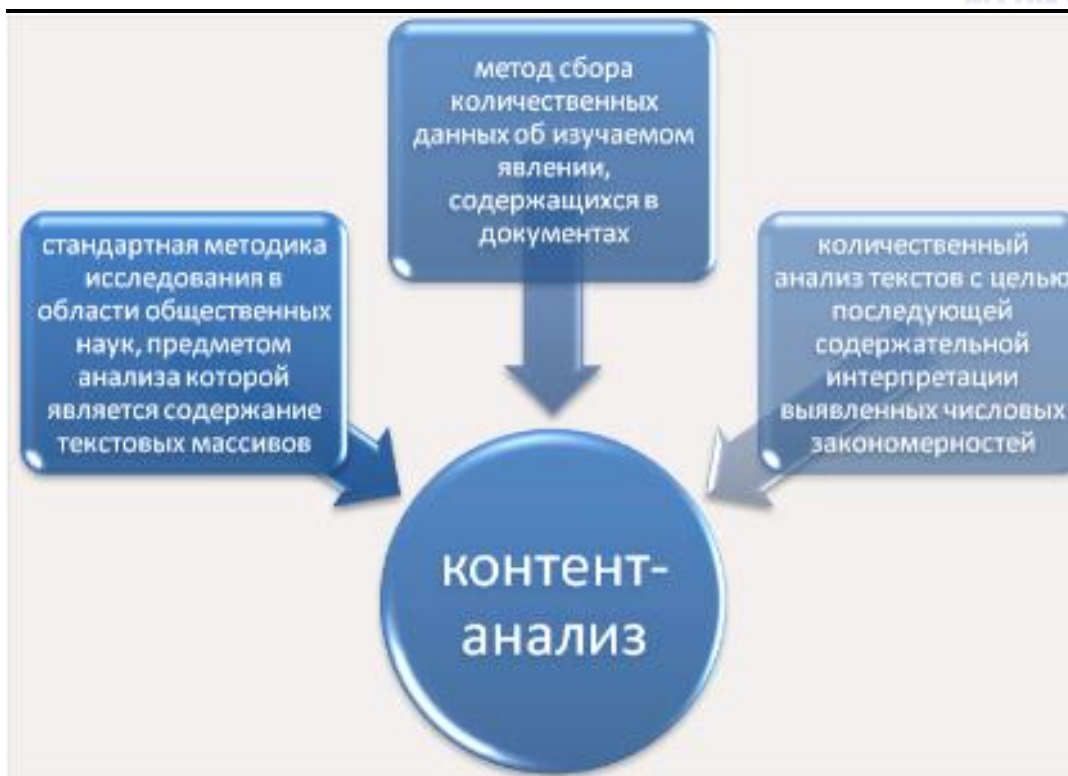 метод сбора
количественных
данных об изучаемом
явлении,
содержащихся в
документах
стандартная методика
исследования в
области общественных
наук, предметом
анализа которой
является содержание
текстовых массивов
количественный
анализ текстов с целью
последующей
содержательной
интерпретации
выявленных числовых
закономерностей
контент-
анализ